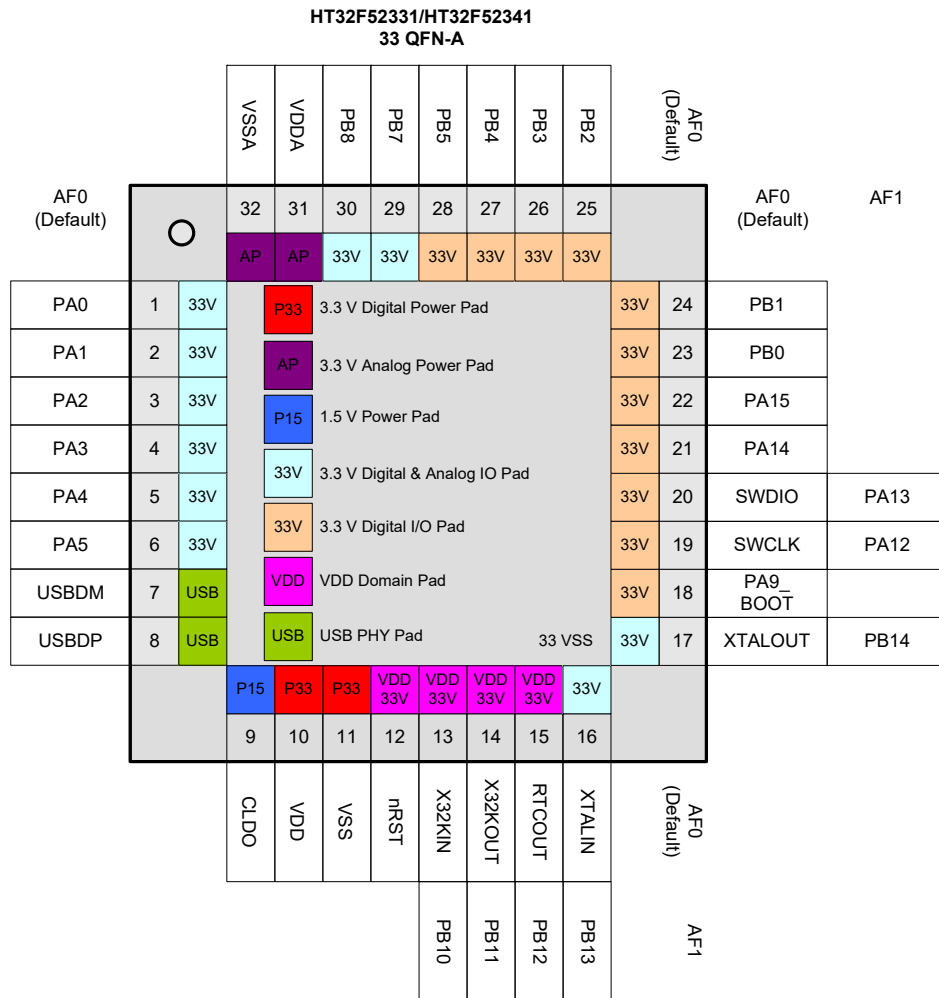 HT32F52331/HT32F52341
33 QFN-A
VSSA
VDDA
PB8
PB7
PB5
PB4
PB3
PB2
AF0
(Default)
AF0
(Default)
32 31 30 29 28 27 26 25
AF0
(Default)
AF1
AP AP 33V 33V 33V 33V 33V 33V
PA0 1 33V
P33 3.3 V Digital Power Pad
33V 24 PB1
PA1 2 33V
AP 3.3 V Analog Power Pad
33V 23 PB0
PA2 3 33V
P15 1.5 V Power Pad
33V 22 PA15
PA3 4 33V
33V 3.3 V Digital & Analog IO Pad
33V 21 PA14
PA4 5 33V
33V 3.3 V Digital I/O Pad
33V 20 SWDIO PA13
PA5 6 33V
VDD VDD Domain Pad
33V 19 SWCLK PA12
USBDM 7 USB
33V 18 PA9_
BOOT
USBDP 8 USB
USB USB PHY Pad
33 VSS
33V 17 XTALOUT PB14
P15 P33 P33 VDD
33V VDD
33V VDD
33V VDD
33V 33V
9 10 11 12 13 14 15 16
CLDO
VDD
VSS
nRST
X32KIN
X32KOUT
RTCOUT
XTALIN
AF0
(Default)
PB10
PB11
PB12
PB13
AF1